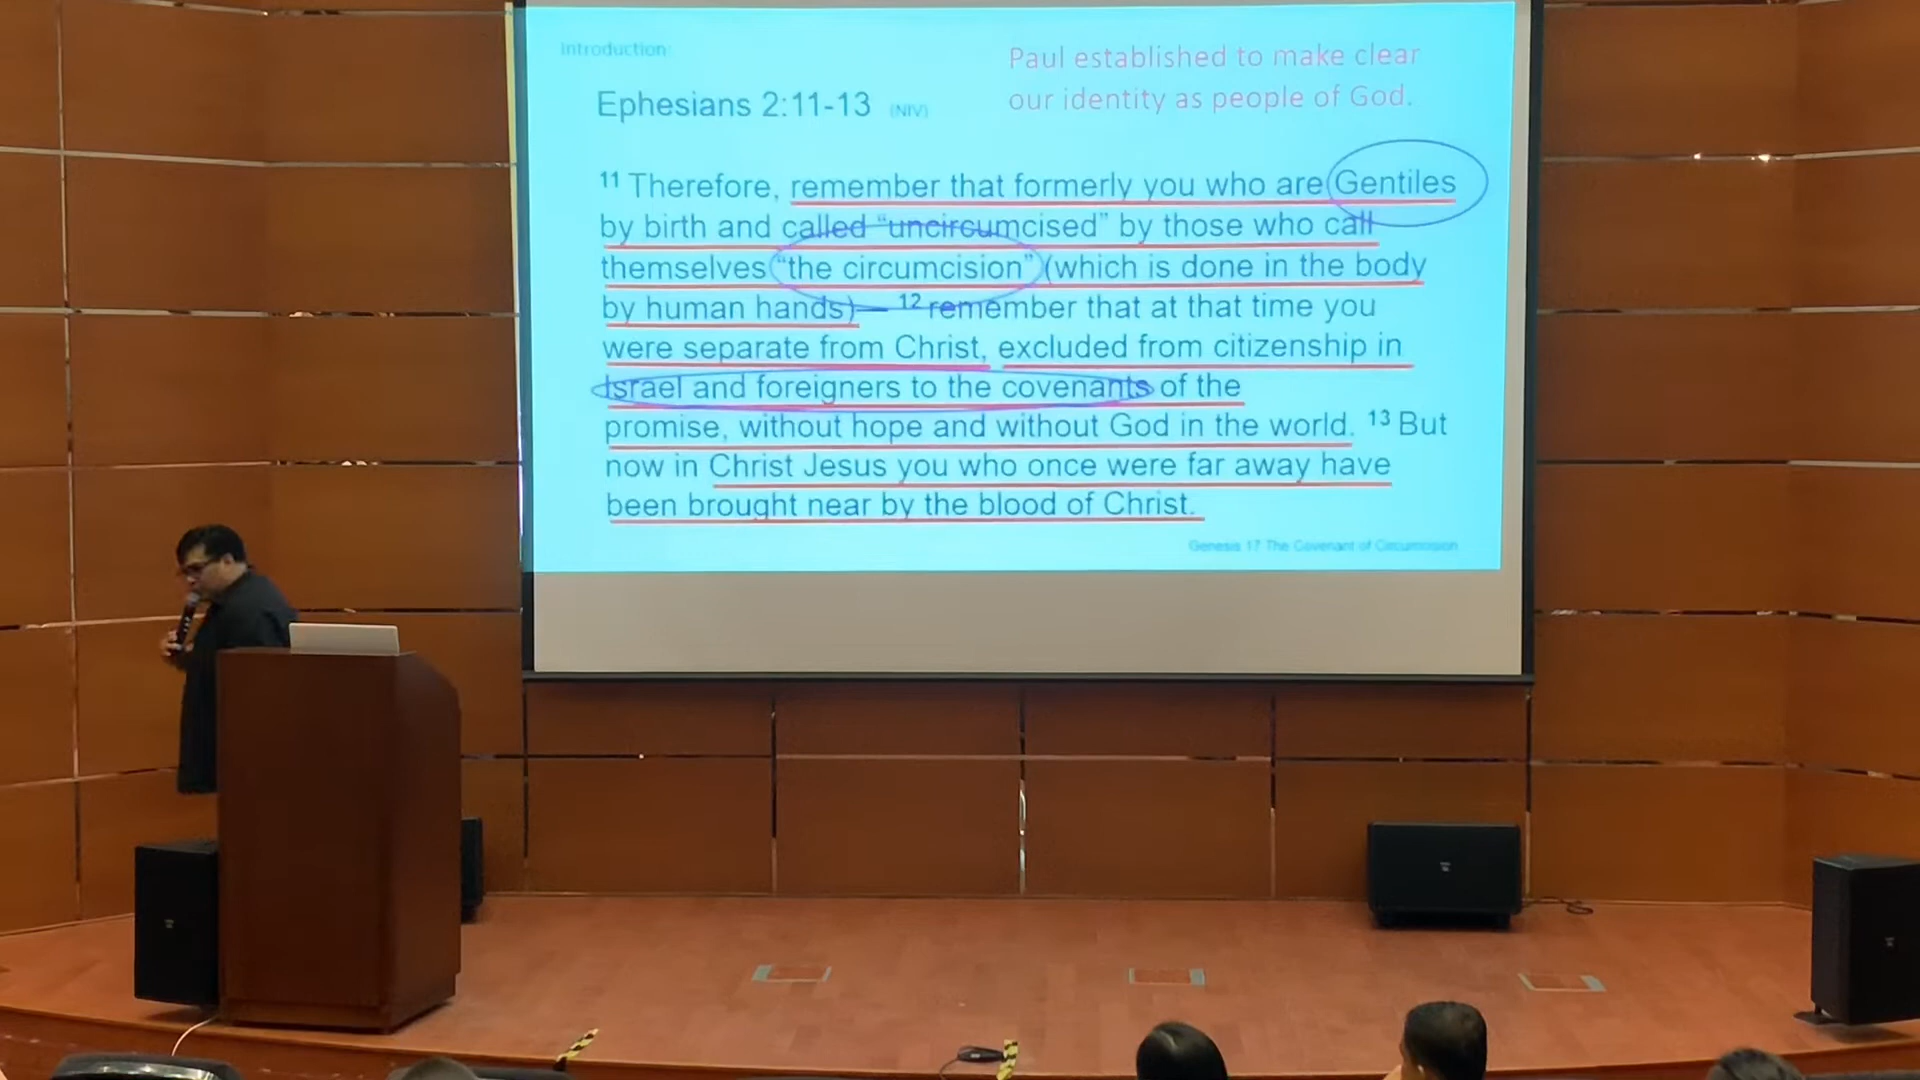 Introduction
Paul established to make clear
our identity as people of God.
Ephesians 2:11-13 (NIV)
11 Therefore, remember that formerly you who are Gentiles
by birth and called “uncircumcised” by those who call
themselves “the circumcision” (which is done in the body
by human hands)— 12 remember that at that time you
were separate from Christ, excluded from citizenship in
Israel and foreigners to the covenants of the
promise, without hope and without God in the world. 13 But
now in Christ Jesus you who once were far away have
been brought near by the blood of Christ.
Genesis 17 The Covenant of Circumcision